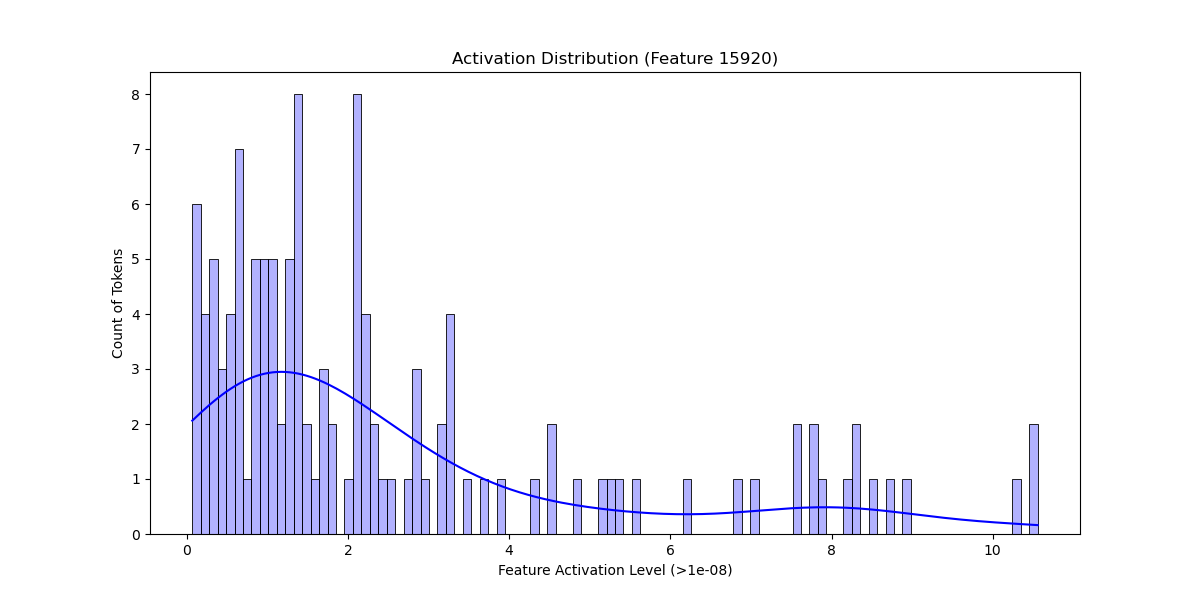 Activation Distribution (Feature 15920)
8
7
6
5
4
3
2
1
0
Count of Tokens
0 2 4 6 8 10
Feature Activation Level (>1e-08)